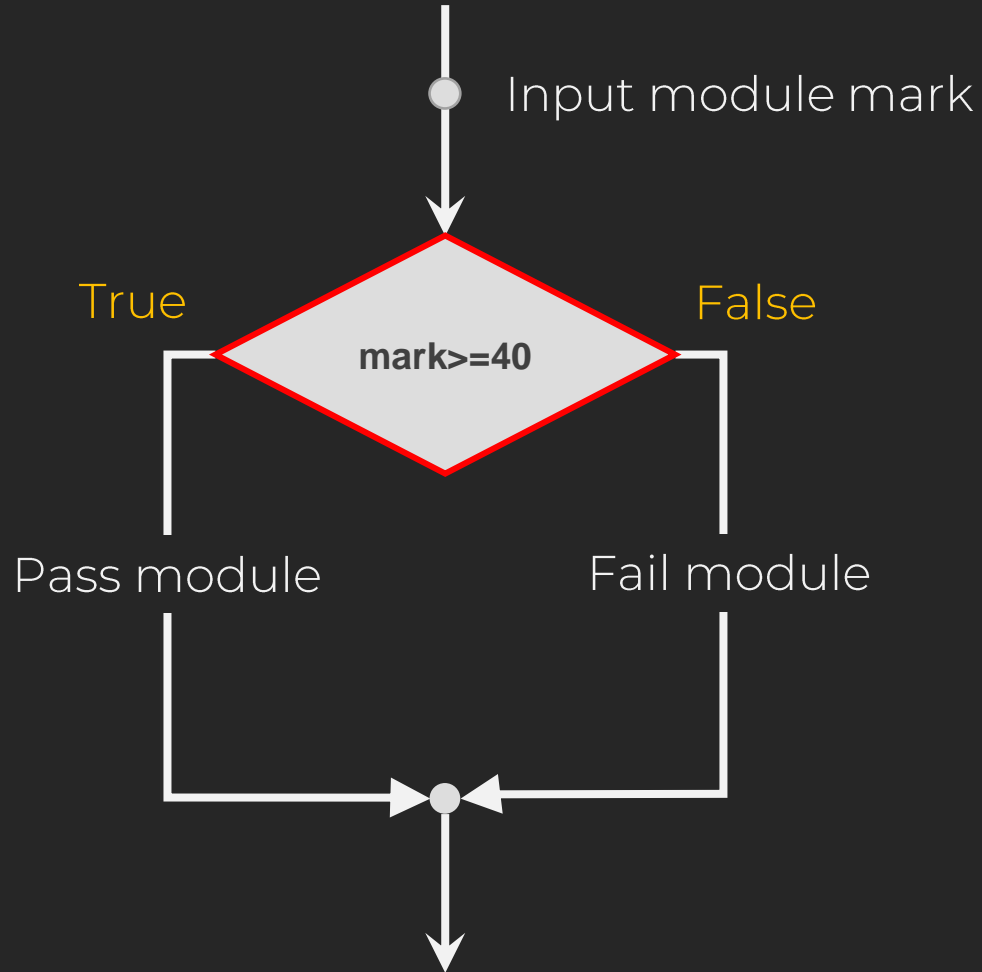 Input module mark
True
False
mark>=40
Pass module
Fail module